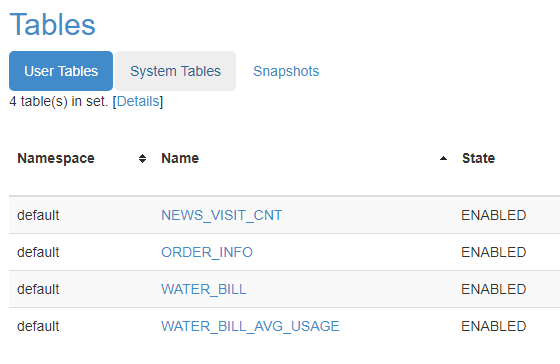 Tables
User Tables System Tables Snapshots
4 table(s) in set. [Details]
Namespace Name State
default NEWS_VISIT_CNT ENABLED
default ORDER_INFO ENABLED
default WATER_BILL ENABLED
default WATER_BILL_AVG_USAGE ENABLED